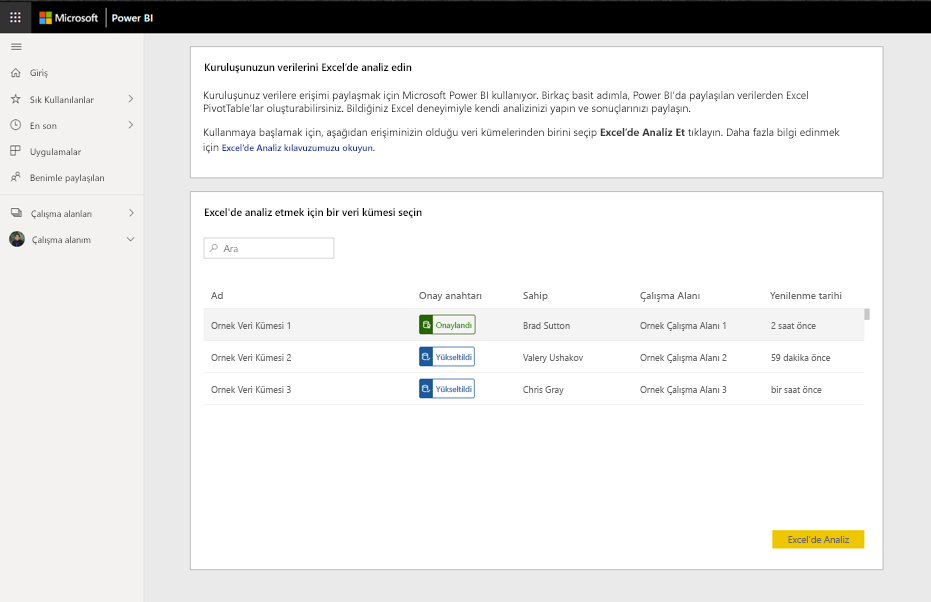 Microsoft Power BI
Giriş
Sık Kullanılanlar
En son
Uygulamalar
Benimle paylaşılan
Çalışma alanları
Çalışma alanım
Kuruluşunuzun verilerini Excel'de analiz edin
Kuruluşunuz verilere erişimi paylaşmak için Microsoft Power BI kullanıyor. Birkaç basit adımla, Power BI'da paylaşılan verilerden Excel
PivotTable'lar oluşturabilirsiniz. Bildiğiniz Excel deneyimiyle kendi analizinizi yapın ve sonuçlarınızı paylaşın.
Kullanmaya başlamak için, aşağıdan erişiminizin olduğu veri kümelerinden birini seçip Excel'de Analiz Et tıklayın. Daha fazla bilgi edinmek
için Excel'de Analiz kılavuzumuzu okuyun.
Excel'de analiz etmek için bir veri kümesi seçin
Ara
Ad Onay anahtarı Sahip Çalışma Alanı Yenilenme tarihi
Ornek Veri Kümesi 1 Onaylandı Brad Sutton Ornek Çalışma Alanı 1 2 saat önce
Ornek Veri Kümesi 2 Yükseltildi Valery Ushakov Ornek Çalışma Alanı 2 59 dakika önce
Ornek Veri Kümesi 3 Yükseltildi Chris Gray Ornek Çalışma Alanı 3 bir saat önce
Excel'de Analiz